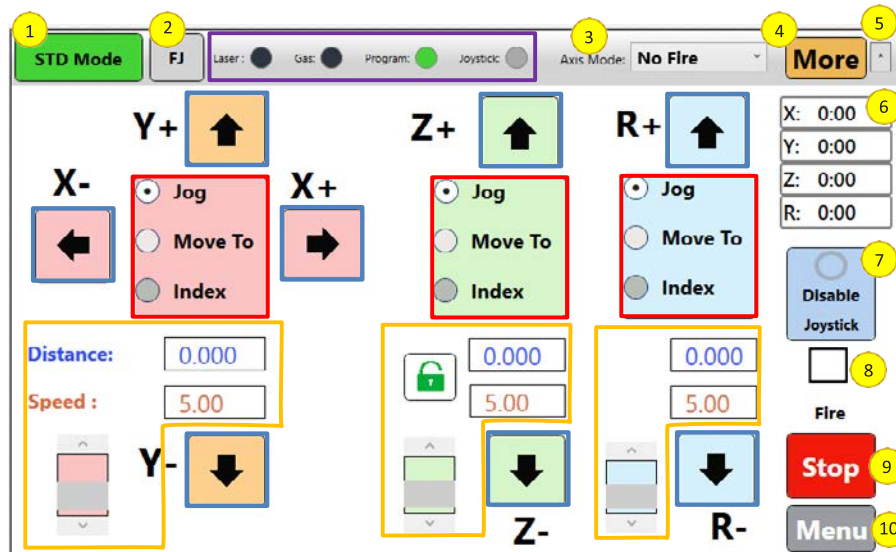 1 2 3 4 5
STD Mode FJ Laser : Gas: Program: Joystick: Axis Mode: No Fire More
6
Y+ Z+ R+ X: 0:00
Y: 0:00
X- X+ Z: 0:00
Jog Jog Jog R: 0:00
Move To Move To Move To
7
Index Index Index Disable
Joystick
Distance: 0.000 0.000 0.000
8
Speed : 5.00 5.00 5.00
Fire
Y- Stop 9
Z- R- Menu 10